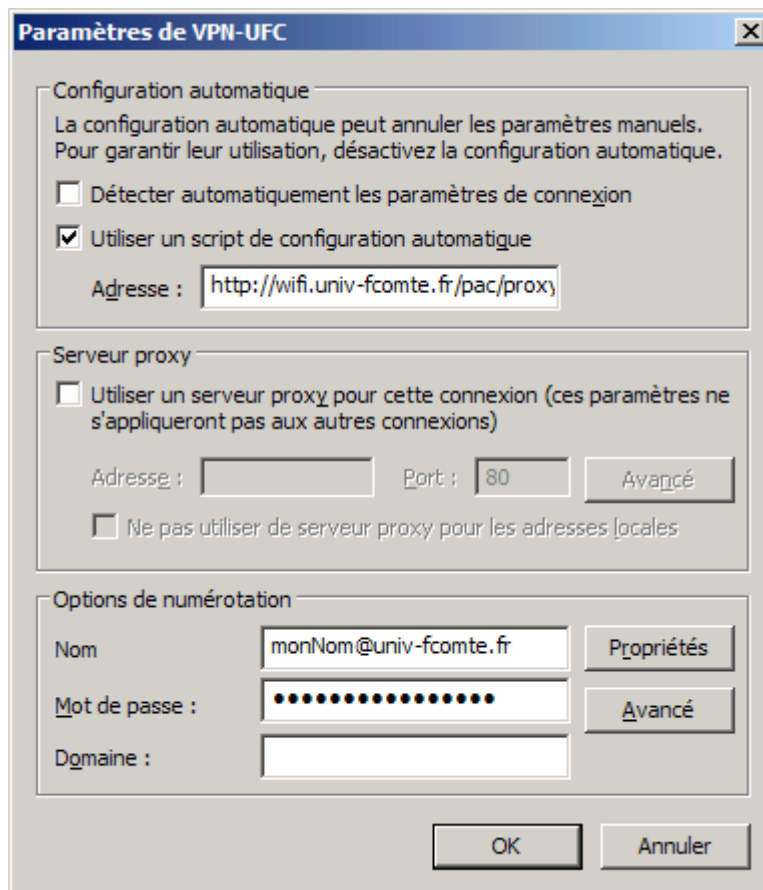 Paramètres de VPN-UFC
Configuration automatique
La configuration automatique peut annuler les paramètres manuels.
Pour garantir leur utilisation, désactivez la configuration automatique.
Détecter automatiquement les paramètres de connexion
Utiliser un script de configuration automatique
Adresse : http://wifi.univ-fcomte.fr/pac/proxy
Serveur proxy
Utiliser un serveur proxy pour cette connexion (ces paramètres ne
s'appliqueront pas aux autres connexions)
Adresse : Port : 80 Avancé
Ne pas utiliser de serveur proxy pour les adresses locales
Options de numérotation
Nom monNom@univ-fcomte.fr Propriétés
Mot de passe : •••••••••••••••• Avancé
Domaine :
OK Annuler